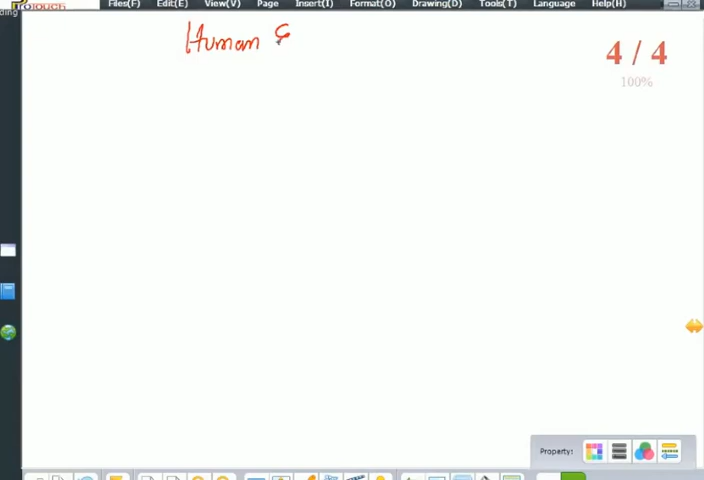 Files(F) Edit(E) View(V) Page Insert(I) Format(O) Drawing(D) Tools(T) Language Help(H)
Human
4 / 4
100%
Property: